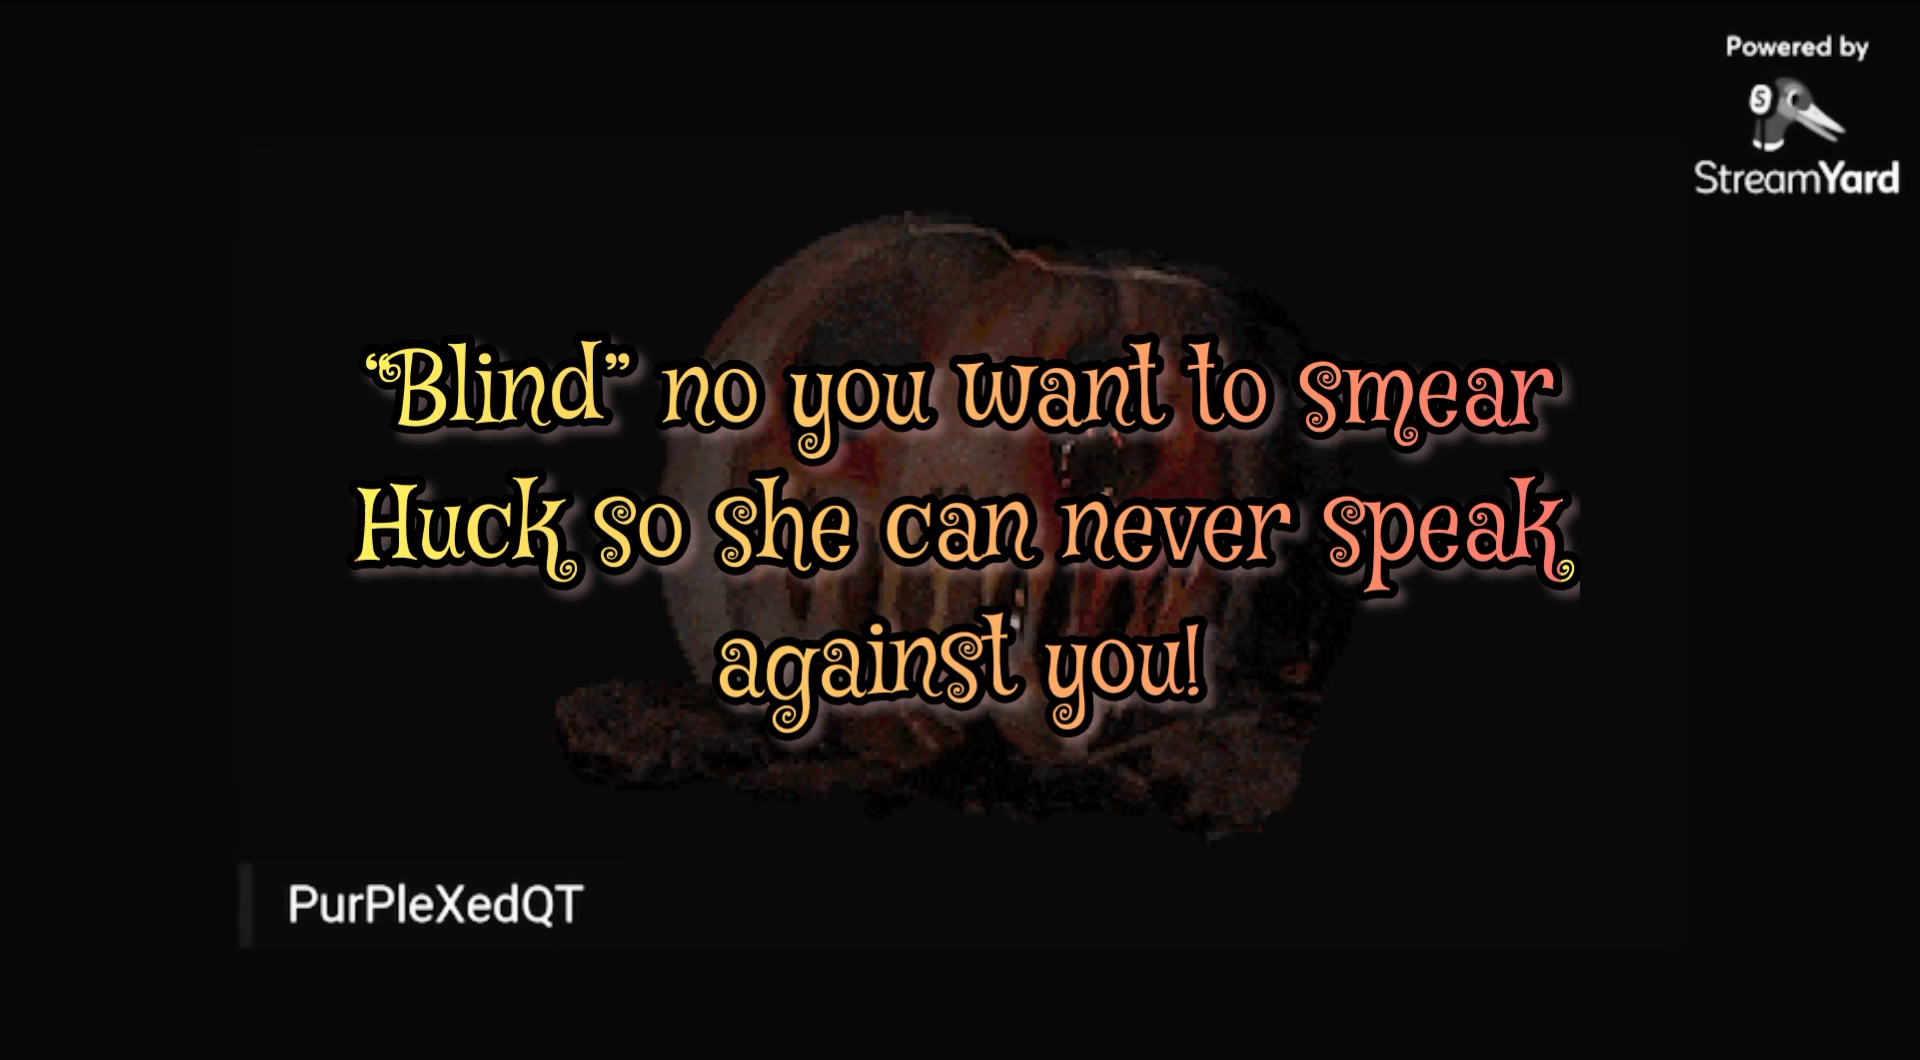 Powered by
StreamYard
“Blind” no you want to smear
Huck so she can never speak
against you!
PurPleXedQT